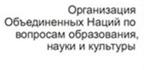 Организация
Объединенных Наций по
вопросам образования,
науки и культуры